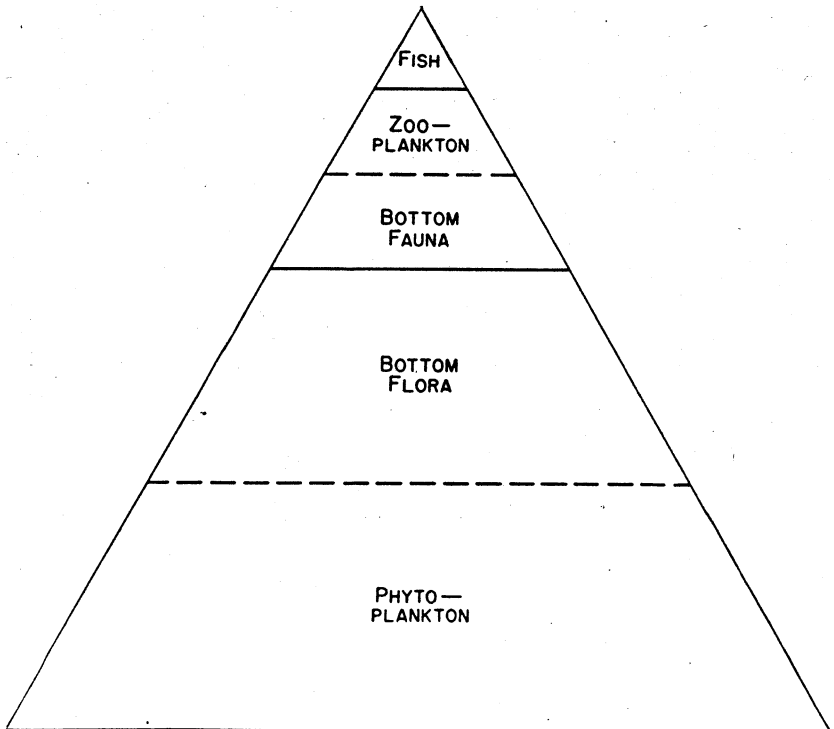 FISH
ZOO—
PLANKTON
BOTTOM
FAUNA
BOTTOM
FLORA
PHYTO—
PLANKTON